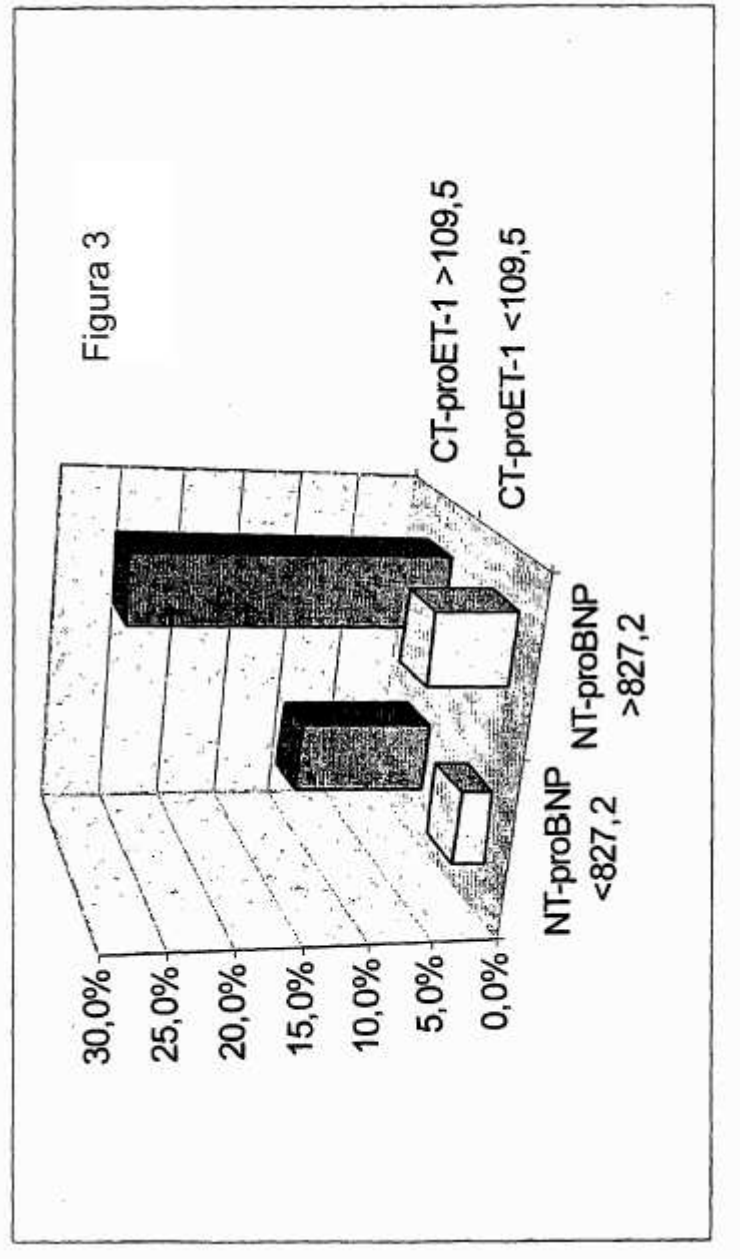 Figura 3
30,0%
25,0%
20,0%
15,0%
10,0%
5,0%
0,0%
NT-proBNP
<827,2
NT-proBNP
>827,2
CT-proET-1 >109,5
CT-proET-1 <109,5